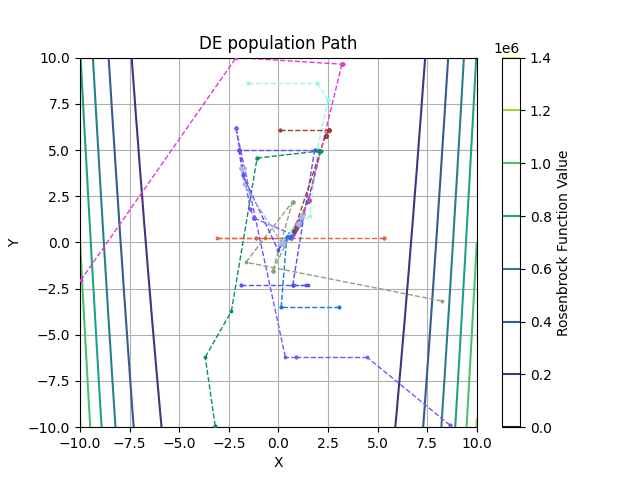 DE population Path
1e6
10.0
7.5
5.0
2.5
0.0
−2.5
−5.0
−7.5
−10.0
Y
−10.0 −7.5 −5.0 −2.5 0.0 2.5 5.0 7.5 10.0
X
1.4
1.2
1.0
0.8
0.6
0.4
0.2
0.0
Rosenbrock Function Value